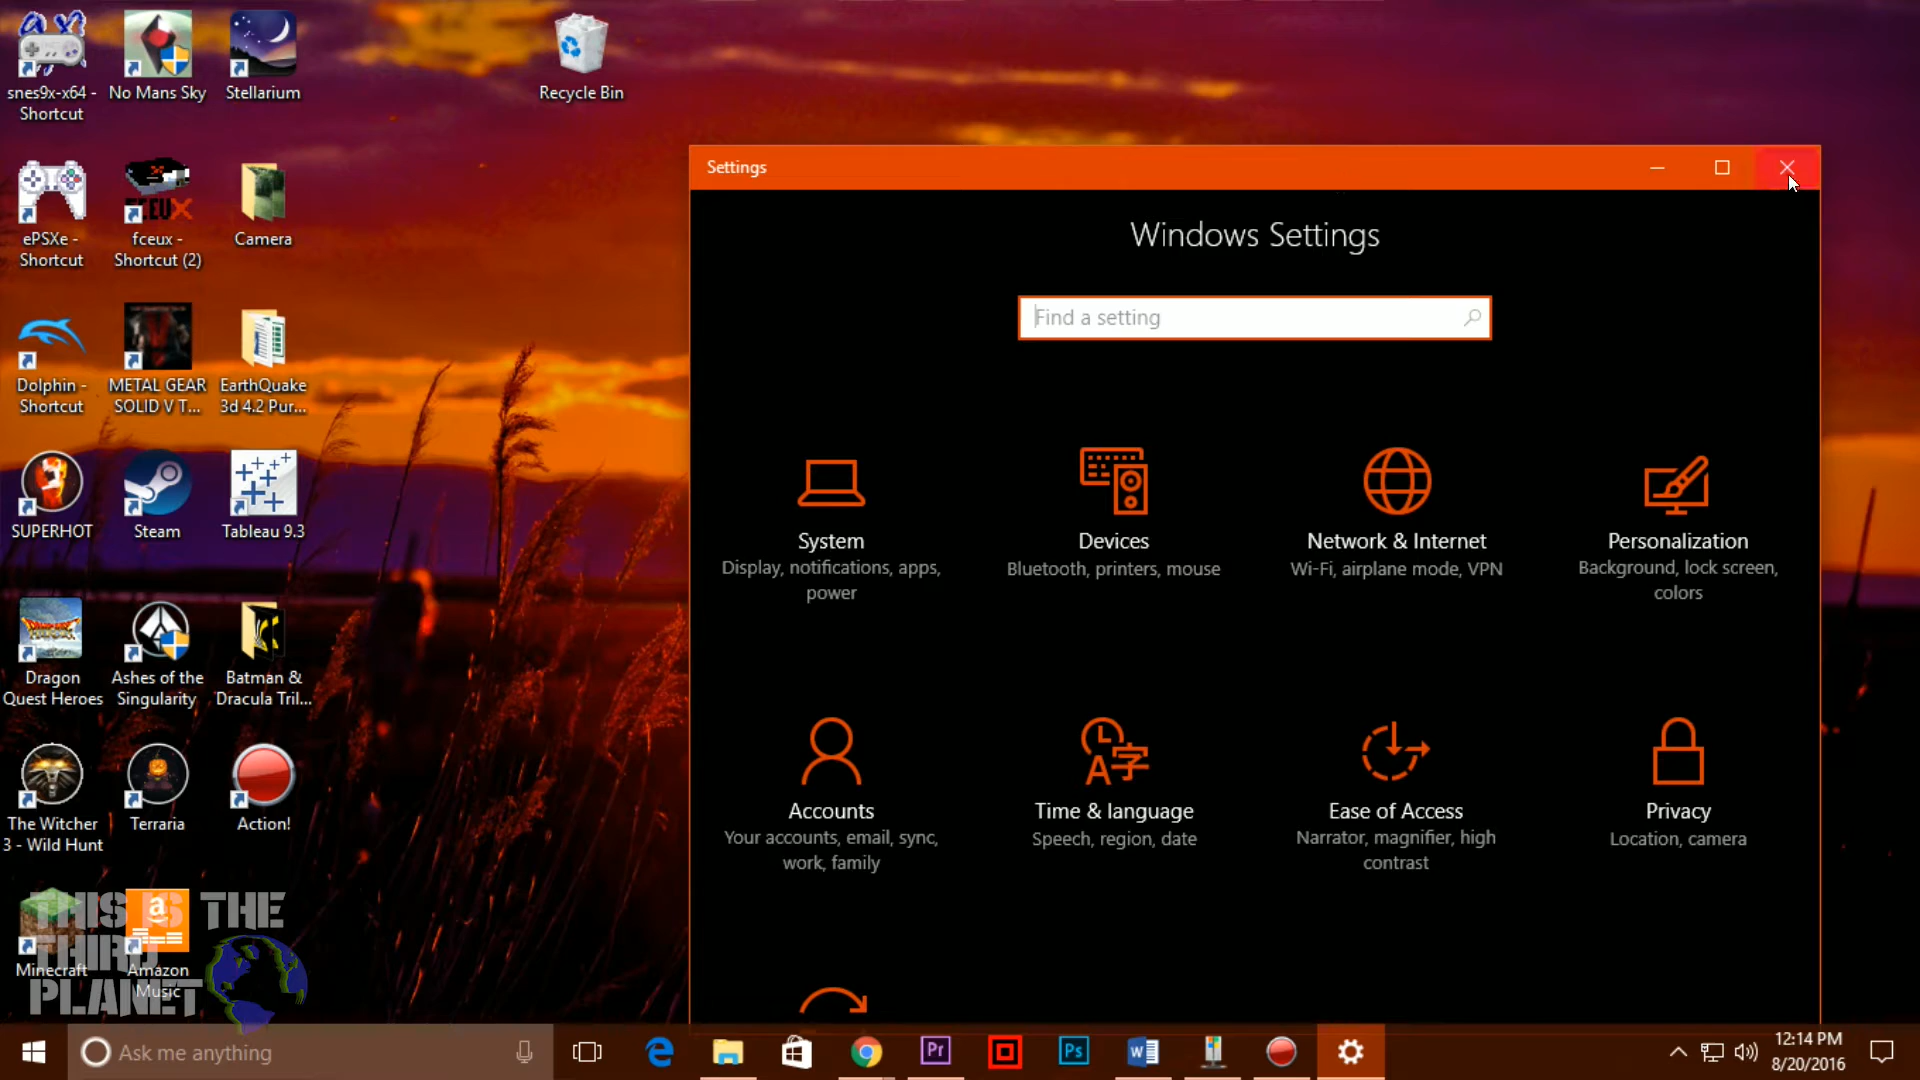 snes9x-x64 -
Shortcut
No Mans Sky
Stellarium
Recycle Bin
ePSXe -
Shortcut
fceux -
Shortcut (2)
Camera
Dolphin -
Shortcut
METAL GEAR
SOLID V T...
EarthQuake
3d 4.2 Pur...
SUPERHOT
Steam
Tableau 9.3
Dragon
Quest Heroes
Ashes of the
Singularity
Batman &
Dracula Tril...
The Witcher
3 - Wild Hunt
Terraria
Action!
Minecraft
Amazon
Music
THIS IS THE
THIRD
PLANET
Settings
Windows Settings
Find a setting
System
Display, notifications, apps,
power
Devices
Bluetooth, printers, mouse
Network & Internet
Wi-Fi, airplane mode, VPN
Personalization
Background, lock screen,
colors
Accounts
Your accounts, email, sync,
work, family
Time & language
Speech, region, date
Ease of Access
Narrator, magnifier, high
contrast
Privacy
Location, camera
Ask me anything
Pr
Ps
12:14 PM
8/20/2016